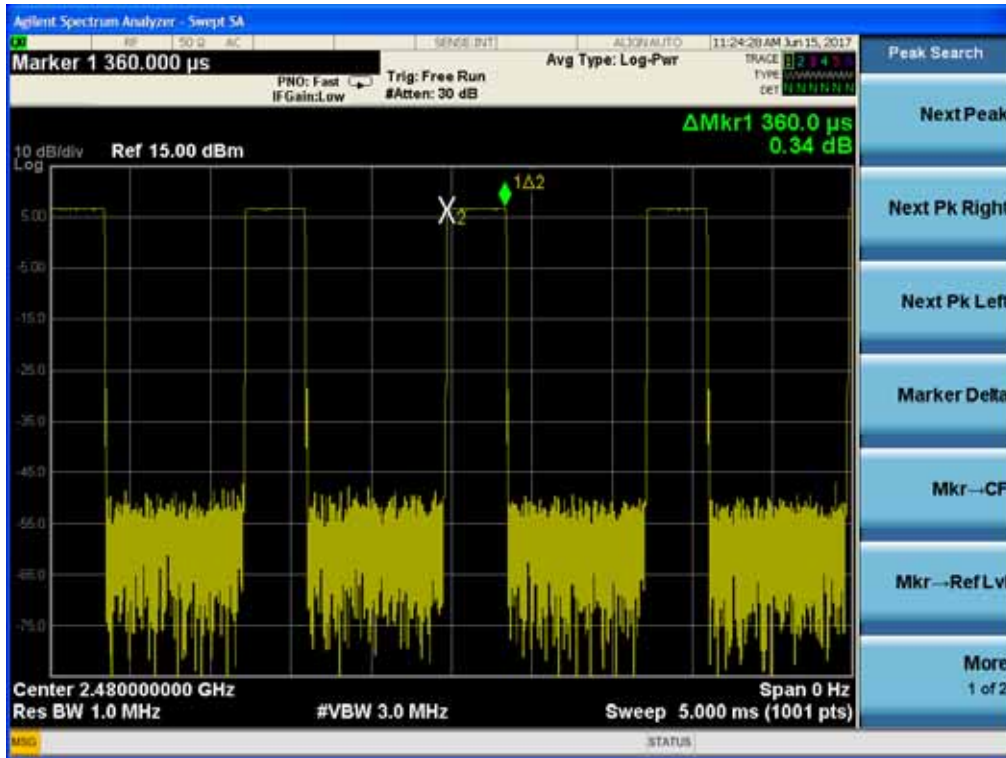 Agilent Spectrum Analyzer - Swept SA
RF 50 Ω AC SENSE:INT ALIGN AUTO 11:24:28 AM Jun 15, 2017
Marker 1 360.000 µs
PNO: Fast
IFGain:Low
Trig: Free Run
#Atten: 30 dB
Avg Type: Log-Pwr
TRACE 1 2 3 4 5 6
TYPE
DET N N N N N N
ΔMkr1 360.0 µs
0.34 dB
10 dB/div Ref 15.00 dBm
Log
1Δ2
2
5.00
-5.00
-15.0
-25.0
-35.0
-45.0
-55.0
-65.0
-75.0
Center 2.480000000 GHz Span 0 Hz
Res BW 1.0 MHz #VBW 3.0 MHz Sweep 5.000 ms (1001 pts)
MSG STATUS
Peak Search
Next Peak
Next Pk Right
Next Pk Left
Marker Delta
Mkr→CF
Mkr→Ref Lvl
More
1 of 2